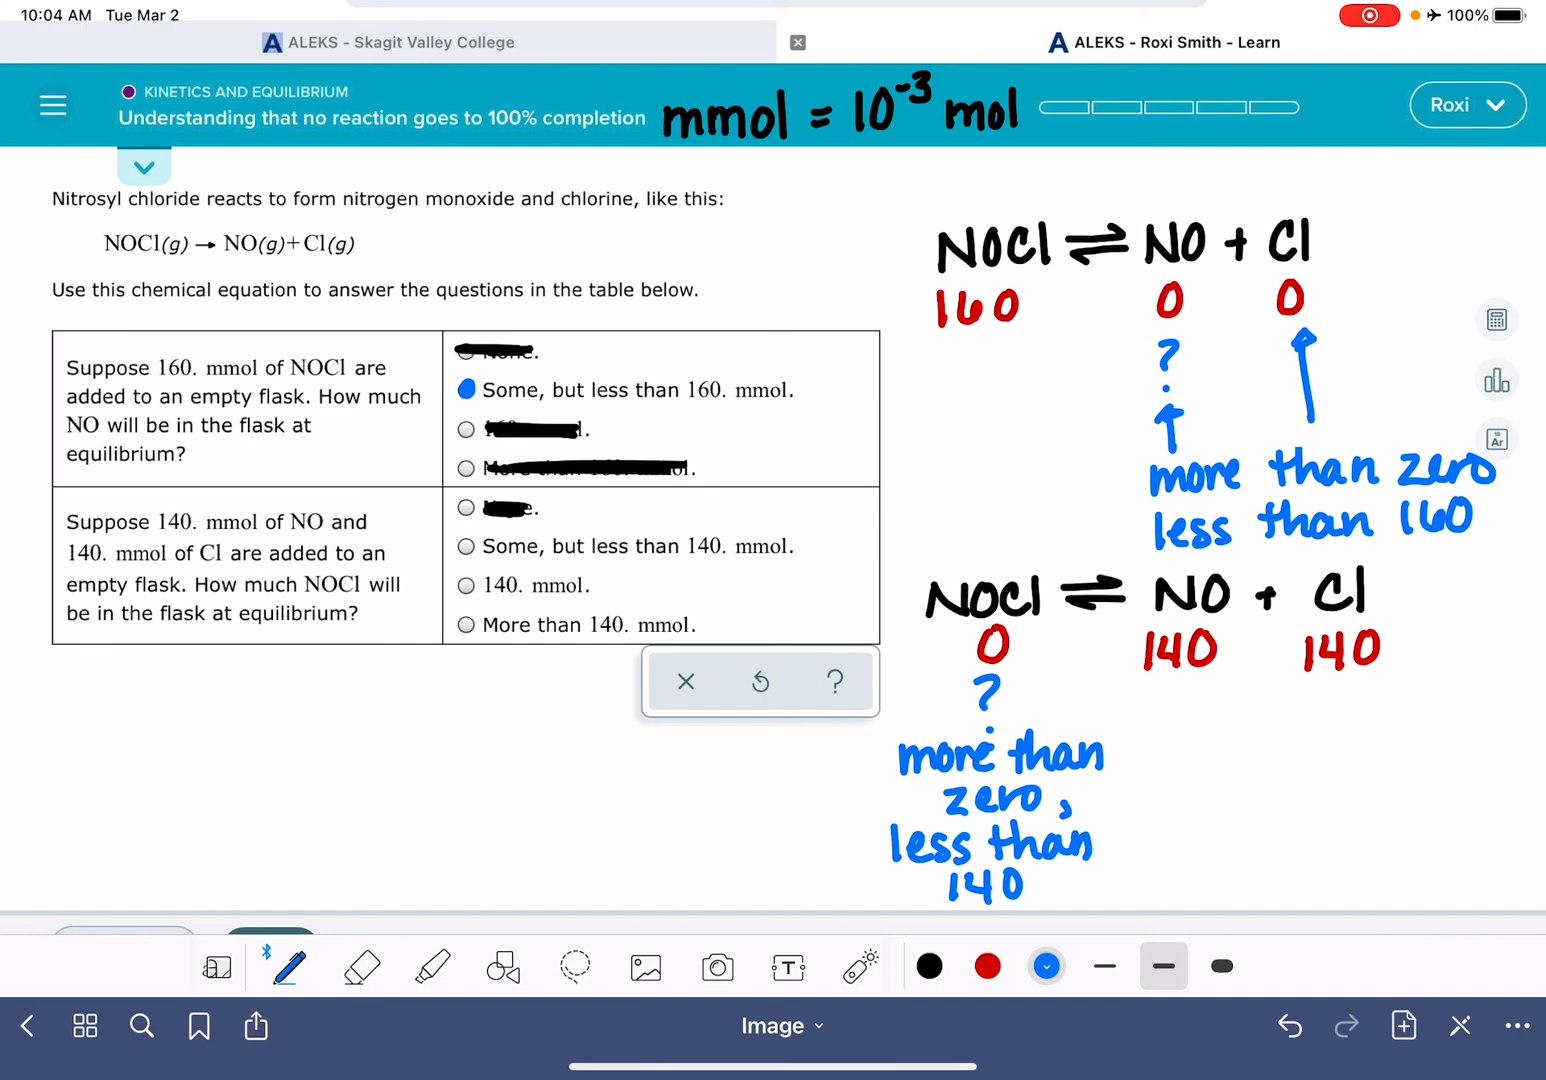 10:04 AM Tue Mar 2
100%
ALEKS - Skagit Valley College
ALEKS - Roxi Smith - Learn
KINETICS AND EQUILIBRIUM
Understanding that no reaction goes to 100% completion
mmol = 10⁻³ mol
Roxi
Nitrosyl chloride reacts to form nitrogen monoxide and chlorine, like this:
NOCl(g) → NO(g)+Cl(g)
Use this chemical equation to answer the questions in the table below.
Suppose 160. mmol of NOCl are
added to an empty flask. How much
NO will be in the flask at
equilibrium?
Some, but less than 160. mmol.
Suppose 140. mmol of NO and
140. mmol of Cl are added to an
empty flask. How much NOCl will
be in the flask at equilibrium?
Some, but less than 140. mmol.
140. mmol.
More than 140. mmol.
NOCl ⇌ NO + Cl
160 0 0
?
more than zero
less than 160
NOCl ⇌ NO + Cl
0 140 140
?
more than
zero,
less than
140
18
Ar
T
Image